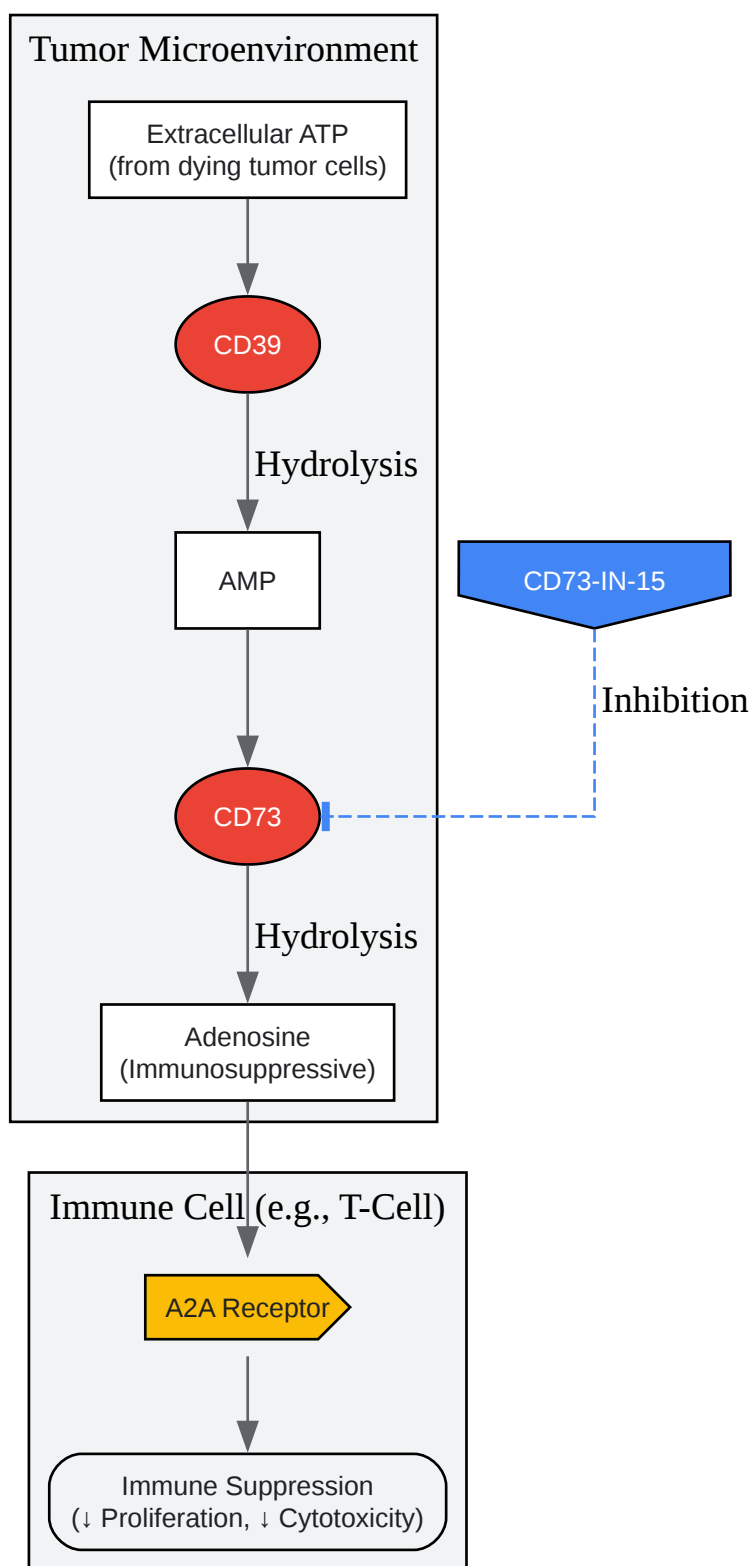 Tumor Microenvironment
Extracellular ATP
(from dying tumor cells)
CD39
Hydrolysis
AMP
CD73-IN-15
Inhibition
CD73
Hydrolysis
Adenosine
(Immunosuppressive)
Immune Cell (e.g., T-Cell)
A2A Receptor
Immune Suppression
(↓ Proliferation, ↓ Cytotoxicity)